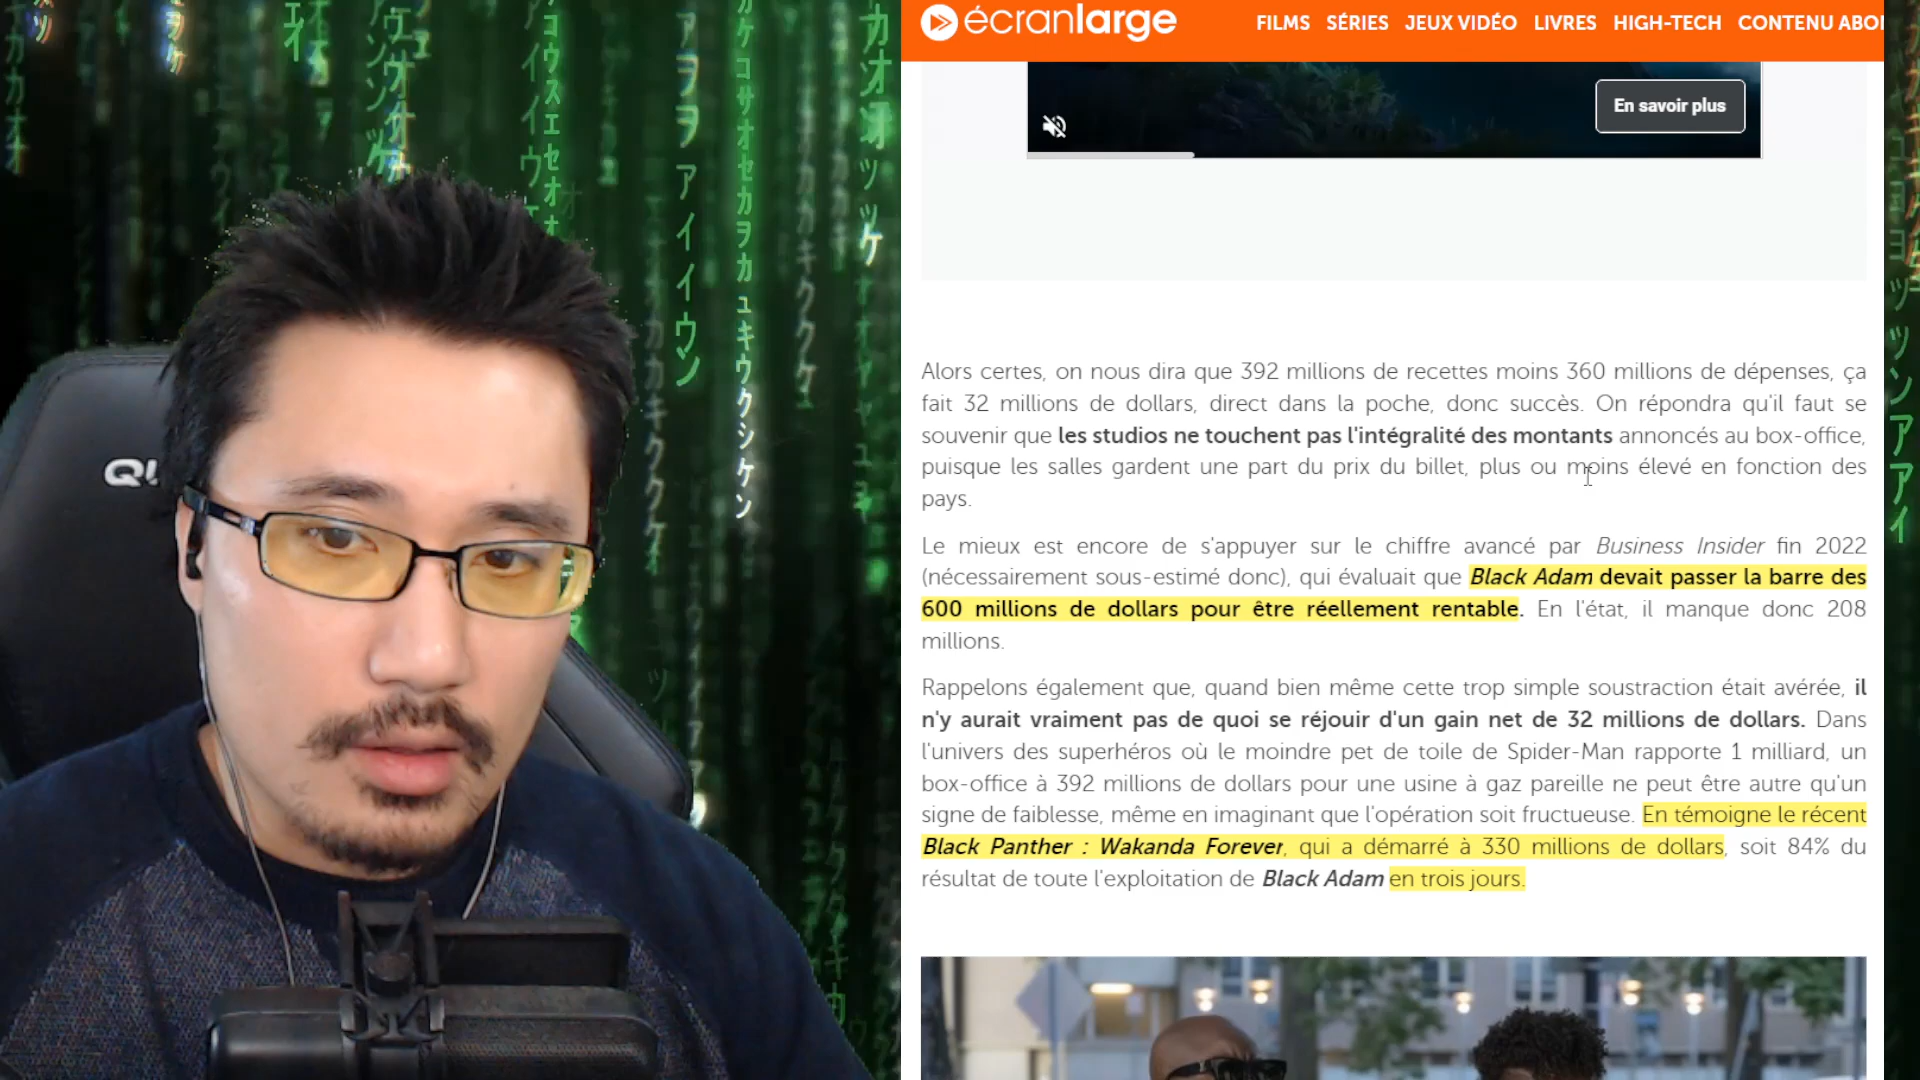 écranlarge
FILMS SÉRIES JEUX VIDÉO LIVRES HIGH-TECH
En savoir plus
QU
Alors certes, on nous dira que 392 millions de recettes moins 360 millions de dépenses, ça
fait 32 millions de dollars, direct dans la poche, donc succès. On répondra qu'il faut se
souvenir que les studios ne touchent pas l'intégralité des montants annoncés au box-office,
puisque les salles gardent une part du prix du billet, plus ou moins élevé en fonction des
pays.
Le mieux est encore de s'appuyer sur le chiffre avancé par Business Insider fin 2022
(nécessairement sous-estimé donc), qui évaluait que Black Adam devait passer la barre des
600 millions de dollars pour être réellement rentable. En l'état, il manque donc 208
millions.
Rappelons également que, quand bien même cette trop simple soustraction était avérée, il
n'y aurait vraiment pas de quoi se réjouir d'un gain net de 32 millions de dollars. Dans
l'univers des superhéros où le moindre pet de toile de Spider-Man rapporte 1 milliard, un
box-office à 392 millions de dollars pour une usine à gaz pareille ne peut être autre qu'un
signe de faiblesse, même en imaginant que l'opération soit fructueuse. En témoigne le récent
Black Panther : Wakanda Forever, qui a démarré à 330 millions de dollars, soit 84% du
résultat de toute l'exploitation de Black Adam en trois jours.